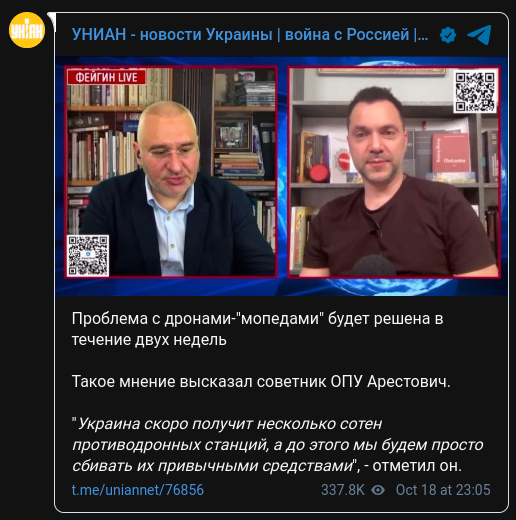 УНИАН
УНИАН - новости Украины | война с Россией |...
ФЕЙГИН LIVE
Проблема с дронами-"мопедами" будет решена в
течение двух недель
Такое мнение высказал советник ОПУ Арестович.
"Украина скоро получит несколько сотен
противодронных станций, а до этого мы будем просто
сбивать их привычными средствами", - отметил он.
t.me/uniannet/76856 337.8K Oct 18 at 23:05